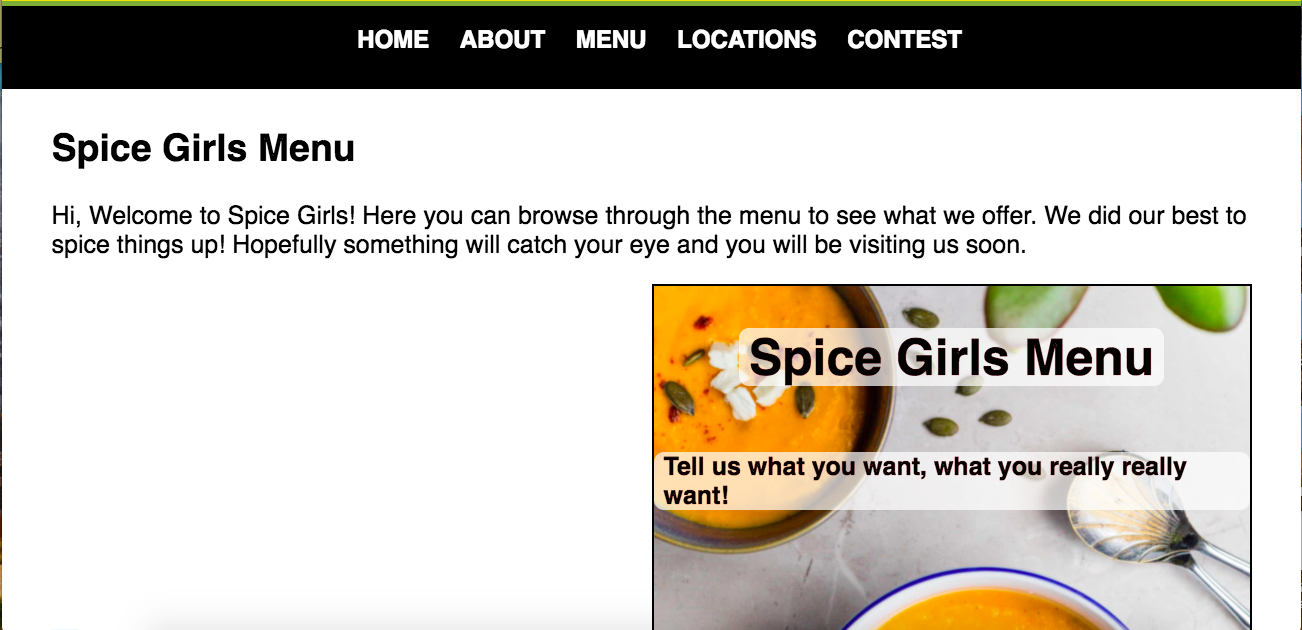 HOME ABOUT MENU LOCATIONS CONTEST
Spice Girls Menu
Hi, Welcome to Spice Girls! Here you can browse through the menu to see what we offer. We did our best to
spice things up! Hopefully something will catch your eye and you will be visiting us soon.
Spice Girls Menu
Tell us what you want, what you really really
want!